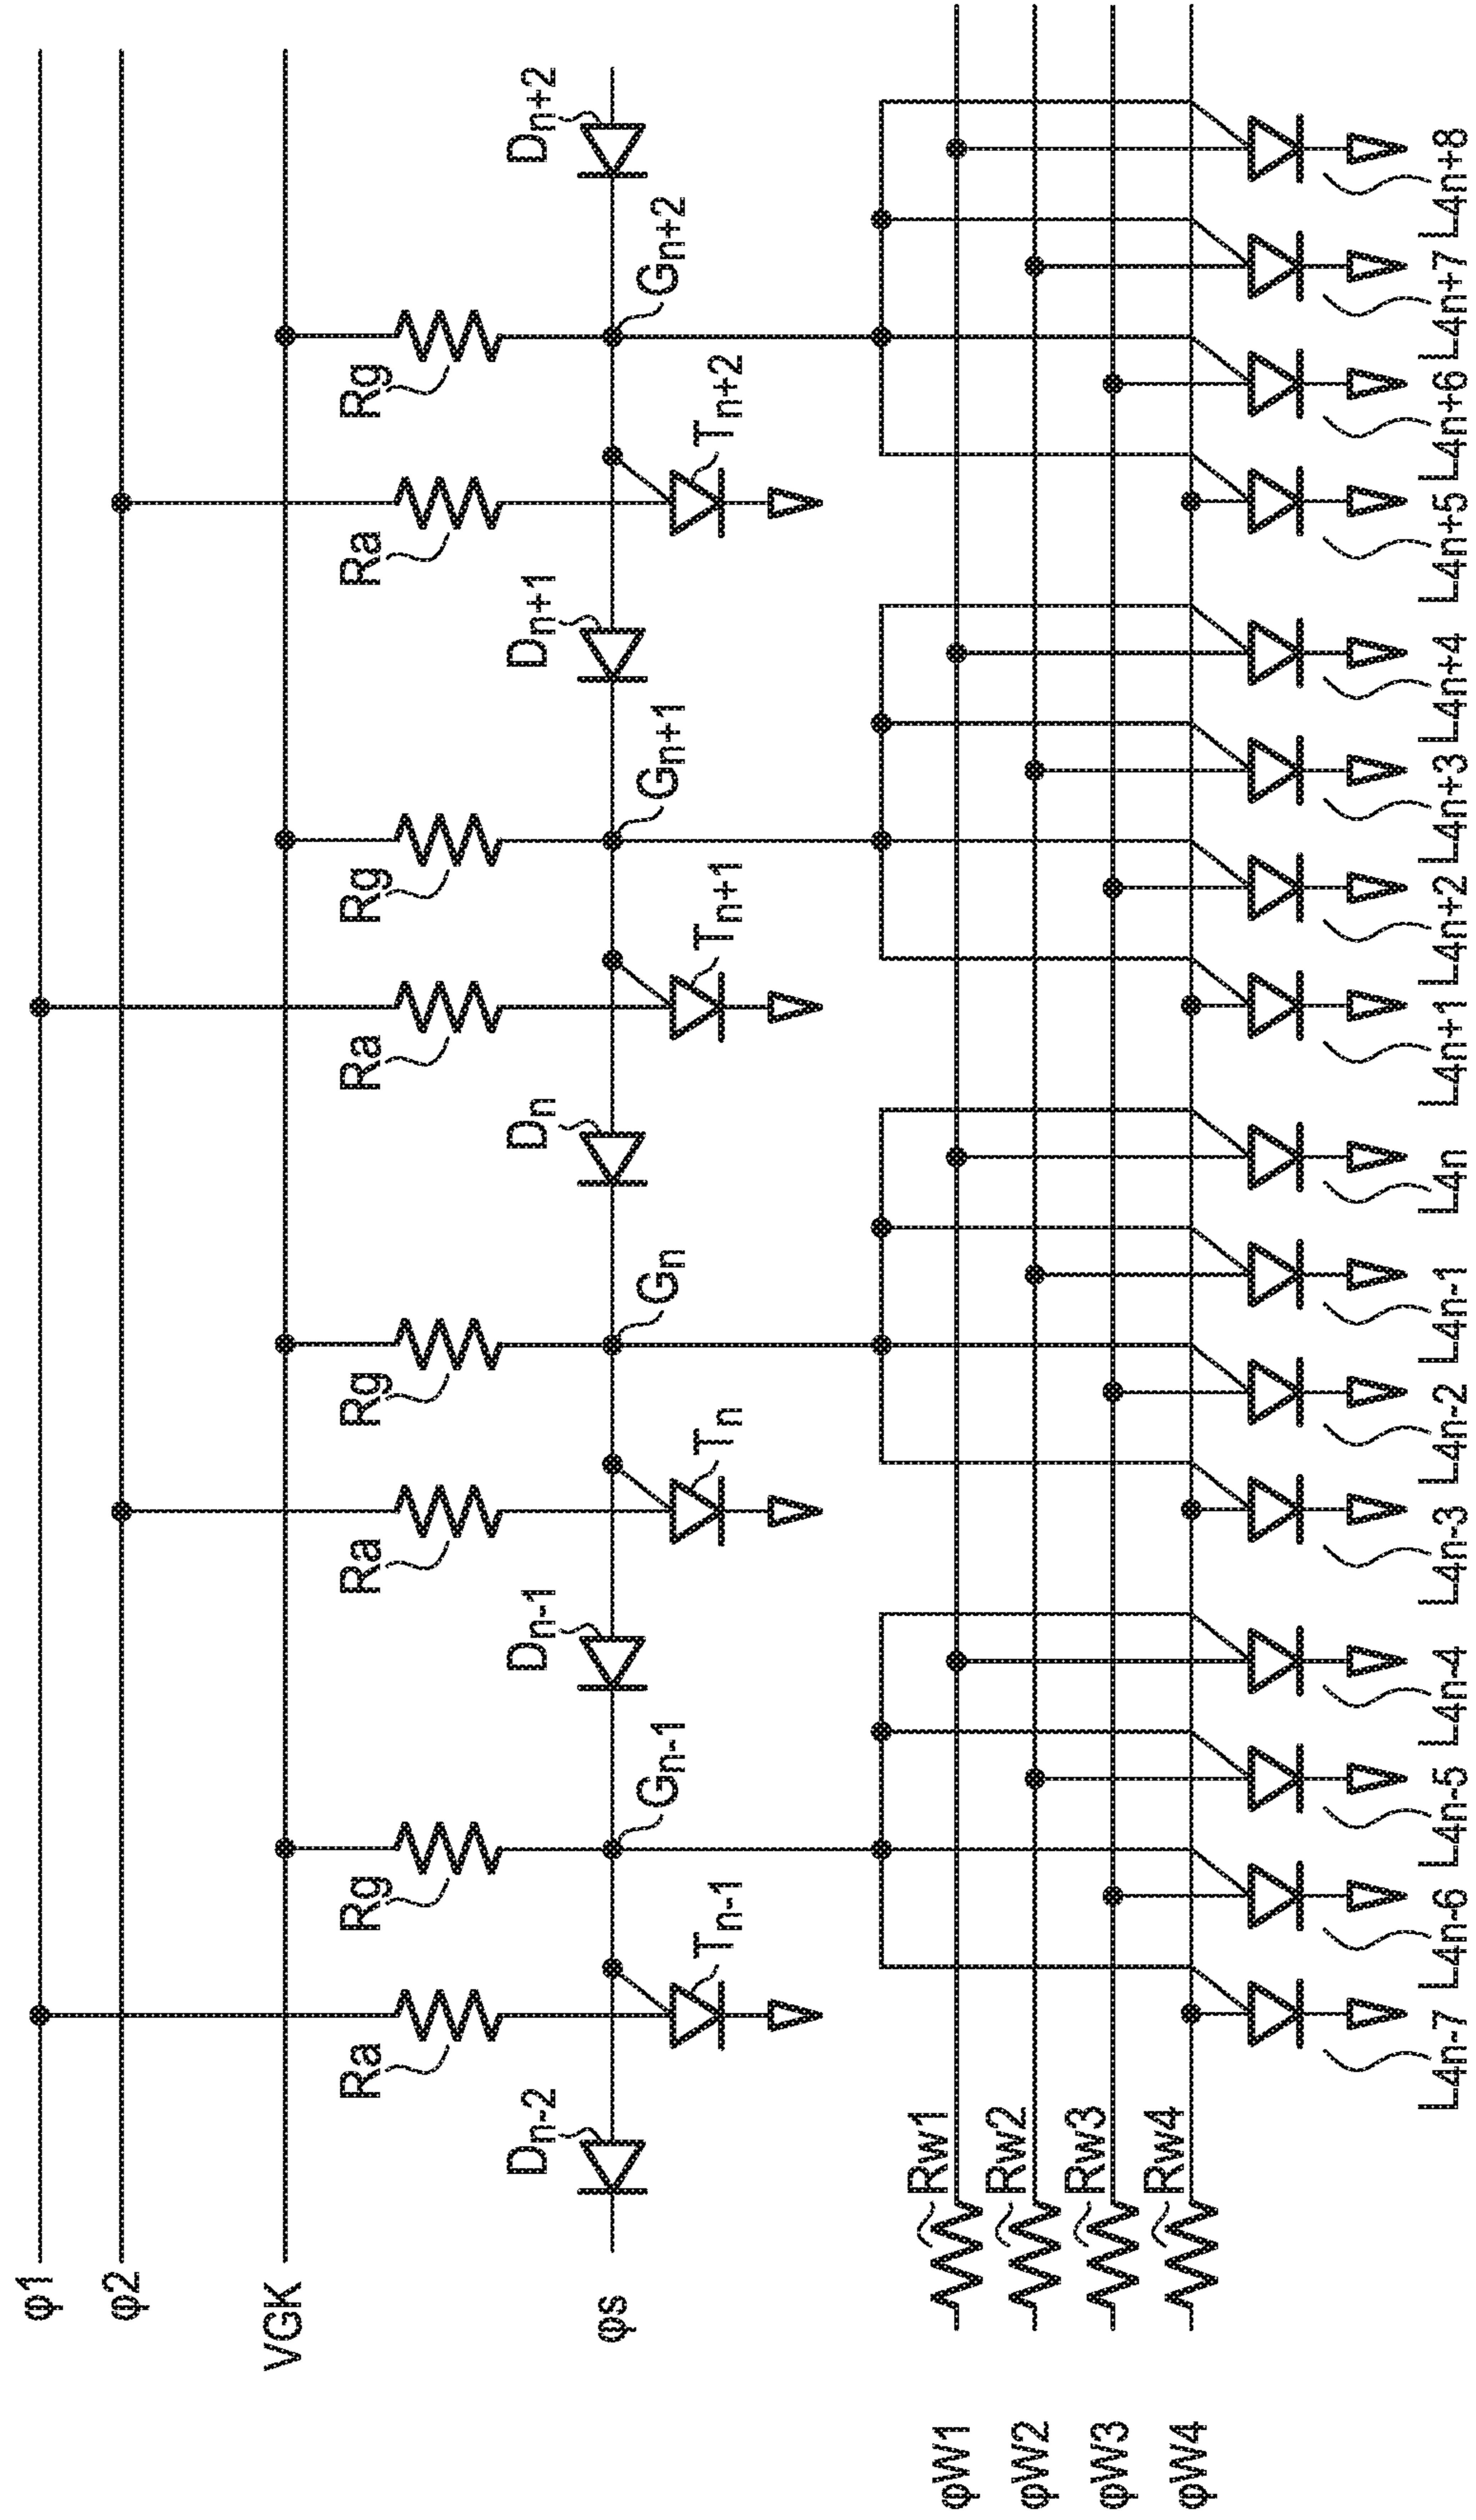 φ1
φ2
VGK
Ra Rg Ra Rg Ra Rg Ra Rg
Dn-2 Dn-1 Dn Dn+1 Dn+2
φs
Gn-1 Gn Gn+1 Gn+2
Tn-1 Tn Tn+1 Tn+2
φW1 Rw1
φW2 Rw2
φW3 Rw3
φW4 Rw4
L4n-7 L4n-6 L4n-5 L4n-4 L4n-3 L4n-2 L4n-1 L4n L4n+1 L4n+2 L4n+3 L4n+4 L4n+5 L4n+6 L4n+7 L4n+8